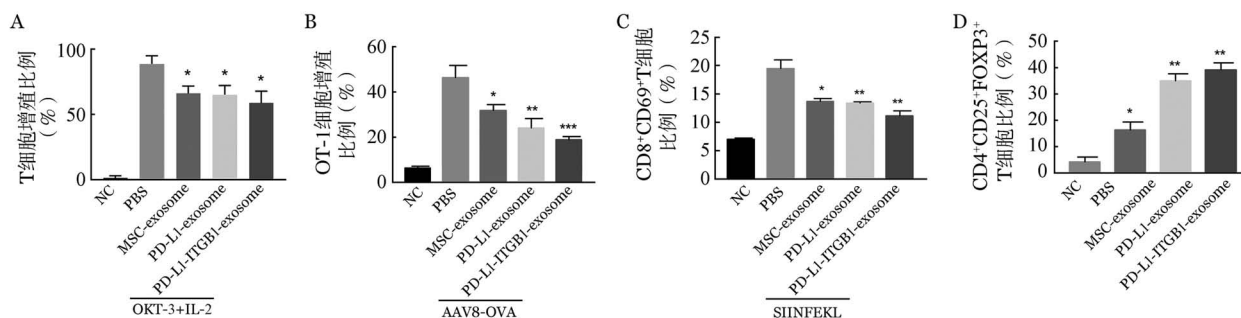 A
T细胞增殖比例
（%）
100
50
0
NC
PBS
MSC-exosome
PD-L1-exosome
PD-L1-ITGB1-exosome
OKT-3+IL-2
*
*
*
B
OT-1细胞增殖
比例（%）
60
40
20
0
NC
PBS
MSC-exosome
PD-L1-exosome
PD-L1-ITGB1-exosome
AAV8-OVA
*
**
***
C
CD8+CD69+T细胞
比例（%）
25
20
15
10
5
0
NC
PBS
MSC-exosome
PD-L1-exosome
PD-L1-ITGB1-exosome
SIINFEKL
*
**
**
D
CD4+CD25+FOXP3+
T细胞比例（%）
50
40
30
20
10
0
NC
PBS
MSC-exosome
PD-L1-exosome
PD-L1-ITGB1-exosome
*
**
**